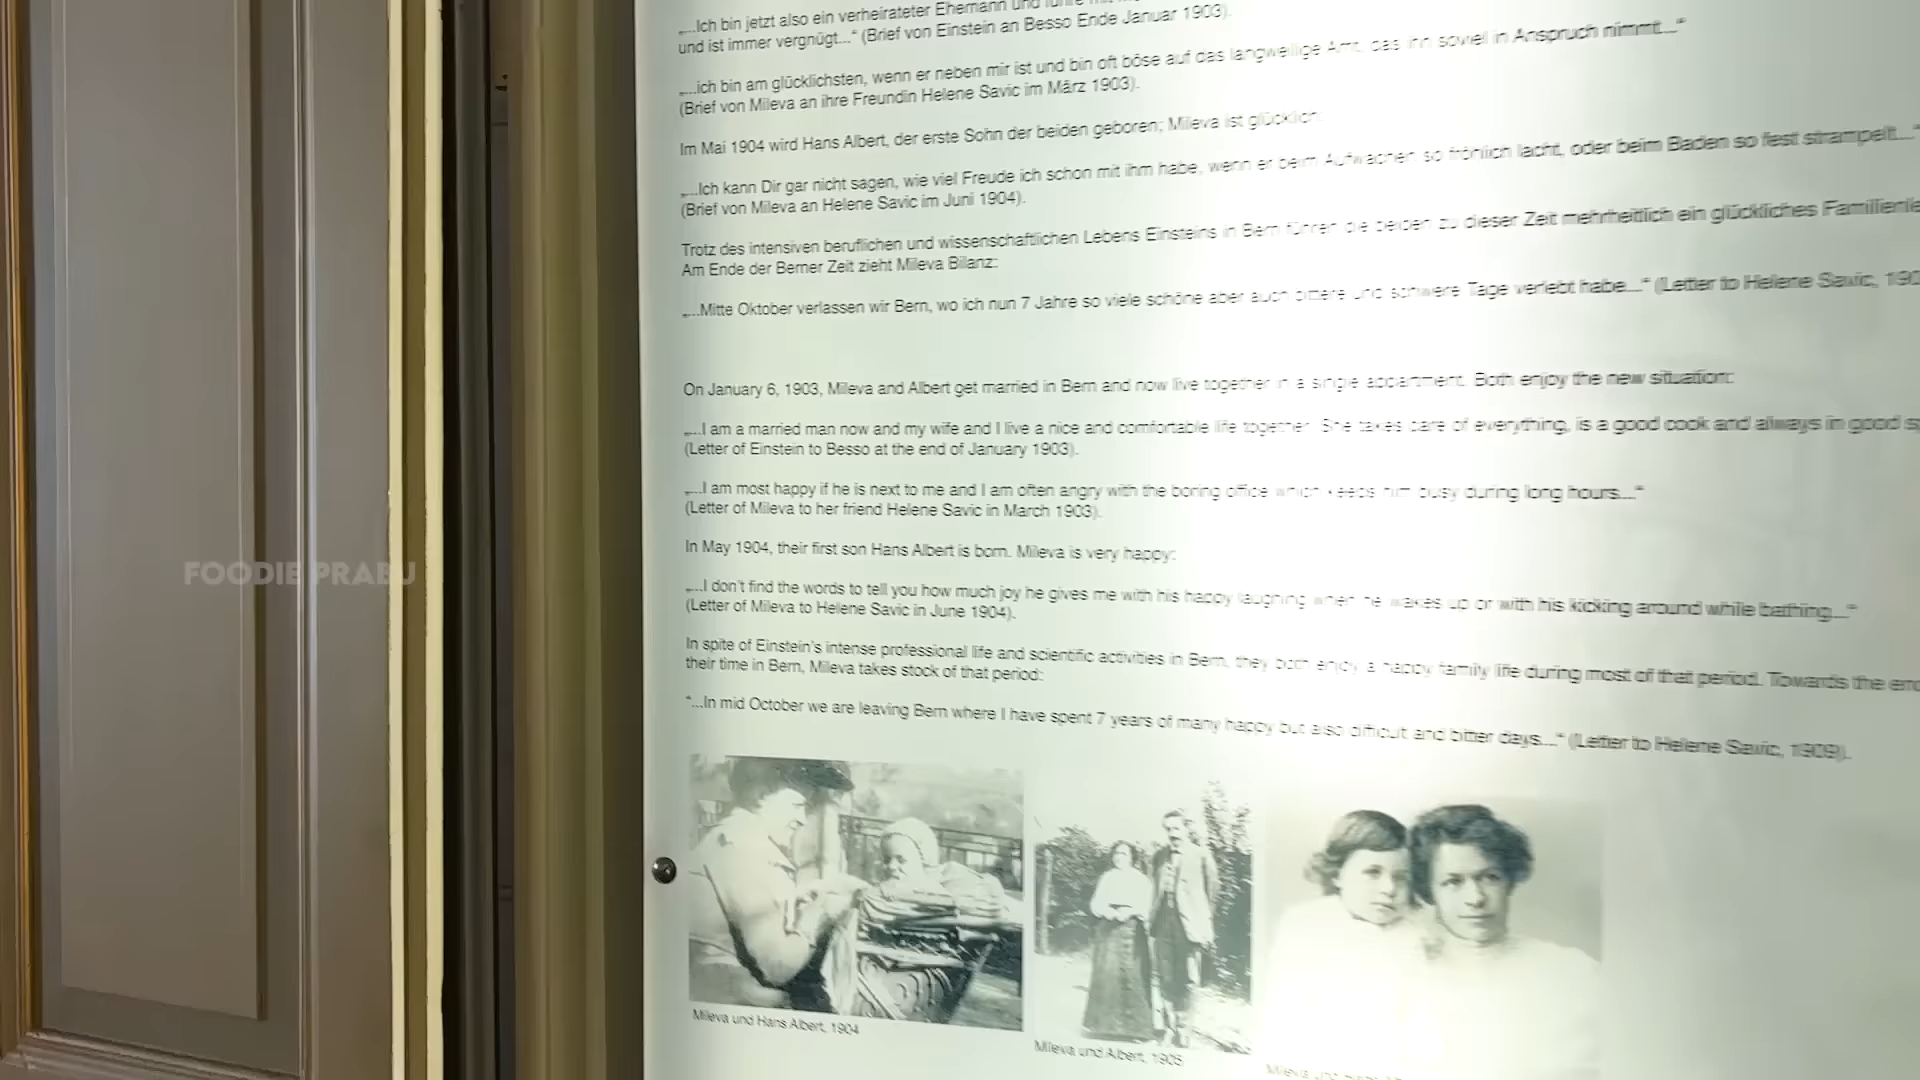 „...Ich bin jetzt also ein verheirateter Ehemann und führe mit
und ist immer vergnügt...“ (Brief von Einstein an Besso Ende Januar 1903).
„...ich bin am glücklichsten, wenn er neben mir ist und bin oft böse auf das langweilige Amt, das ihn soviel in Anspruch nimmt...“
(Brief von Mileva an ihre Freundin Helene Savic im März 1903).
Im Mai 1904 wird Hans Albert, der erste Sohn der beiden geboren; Mileva ist glücklich:
„...Ich kann Dir gar nicht sagen, wie viel Freude ich schon mit ihm habe, wenn er beim Aufwachen so fröhlich lacht, oder beim Baden so fest strampelt...“
(Brief von Mileva an Helene Savic im Juni 1904).
Trotz des intensiven beruflichen und wissenschaftlichen Lebens Einsteins in Bern führen die beiden zu dieser Zeit mehrheitlich ein glückliches
Am Ende der Berner Zeit zieht Mileva Bilanz:
„...Mitte Oktober verlassen wir Bern, wo ich nun 7 Jahre so viele schöne aber auch bittere und schwere Tage verlebt habe...“ (Letter to Helene Savic,
On January 6, 1903, Mileva and Albert get married in Bern and now live together in a single appartment. Both enjoy the new situation:
„...I am a married man now and my wife and I live a nice and comfortable life together. She takes care of everything, is a good cook and always in good
(Letter of Einstein to Besso at the end of January 1903).
„...I am most happy if he is next to me and I am often angry with the boring office which keeps him busy during long hours...“
(Letter of Mileva to her friend Helene Savic in March 1903).
In May 1904, their first son Hans Albert is born. Mileva is very happy:
„...I don't find the words to tell you how much joy he gives me with his happy laughing when he wakes up or with his kicking around while bathing...“
(Letter of Mileva to Helene Savic in June 1904).
In spite of Einstein's intense professional life and scientific activities in Bern, they both enjoy a happy family life during most of that period. Towards the
their time in Bern, Mileva takes stock of that period:
“...In mid October we are leaving Bern where I have spent 7 years of many happy but also difficult and bitter days...“ (Letter to Helene Savic, 1909).
FOODIE PRABU
Mileva und Hans Albert, 1904
Mileva und Albert, 1905
Mileva und